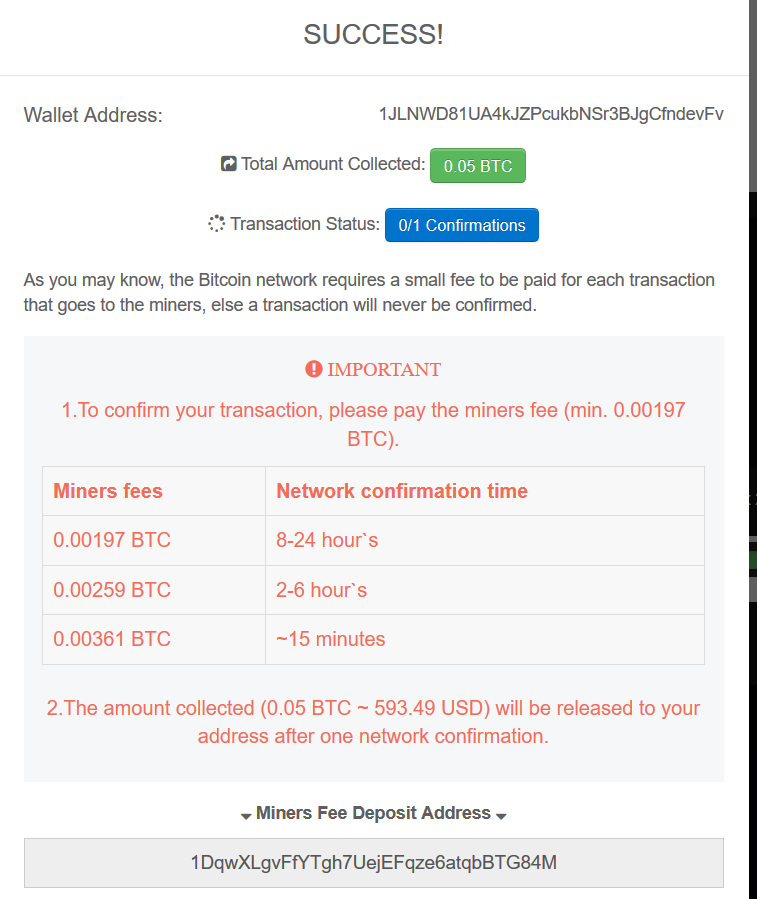 SUCCESS!
Wallet Address: 1JLNWD81UA4kJZPcukbNSr3BJgCfndevFv
Total Amount Collected: 0.05 BTC
Transaction Status: 0/1 Confirmations
As you may know, the Bitcoin network requires a small fee to be paid for each transaction
that goes to the miners, else a transaction will never be confirmed.
IMPORTANT
1.To confirm your transaction, please pay the miners fee (min. 0.00197
BTC).
Miners fees Network confirmation time
0.00197 BTC 8-24 hour`s
0.00259 BTC 2-6 hour`s
0.00361 BTC ~15 minutes
2.The amount collected (0.05 BTC ~ 593.49 USD) will be released to your
address after one network confirmation.
Miners Fee Deposit Address
1DqwXLgvFfYTgh7UejEFqze6atqbBTG84M